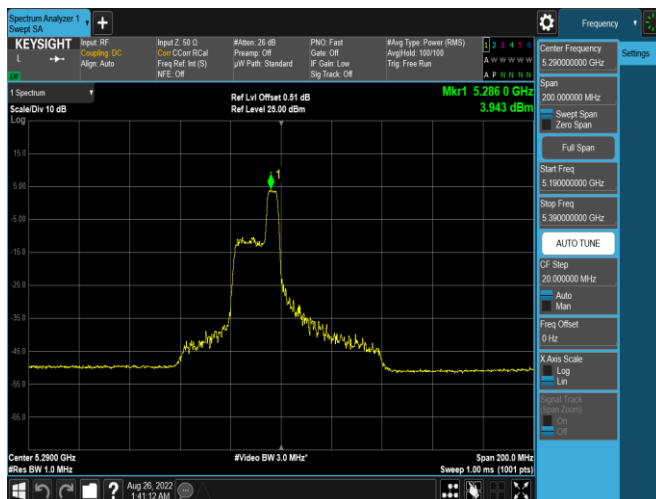 Spectrum Analyzer 1
Swept SA
Frequency
KEYSIGHT
L
LXI
Input: RF
Coupling: DC
Align: Auto
Input Z: 50 Ω
Corr CCorr RCal
Freq Ref: Int (S)
NFE: Off
#Atten: 26 dB
Preamp: Off
µW Path: Standard
PNO: Fast
Gate: Off
IF Gain: Low
Sig Track: Off
#Avg Type: Power (RMS)
Avg|Hold: 100/100
Trig: Free Run
1 2 3 4 5 6
A W W W W W
A P N N N N
1 Spectrum
Scale/Div 10 dB
Log
Ref Lvl Offset 0.51 dB
Ref Level 25.00 dBm
Mkr1 5.286 0 GHz
3.943 dBm
15.0
5.00
-5.00
-15.0
-25.0
-35.0
-45.0
-55.0
-65.0
1
Center 5.2900 GHz
#Res BW 1.0 MHz
#Video BW 3.0 MHz*
Span 200.0 MHz
Sweep 1.00 ms (1001 pts)
Aug 26, 2022
1:41:12 AM
Center Frequency
5.290000000 GHz
Settings
Span
200.000000 MHz
Swept Span
Zero Span
Full Span
Start Freq
5.190000000 GHz
Stop Freq
5.390000000 GHz
AUTO TUNE
CF Step
20.000000 MHz
Auto
Man
Freq Offset
0 Hz
X Axis Scale
Log
Lin
Signal Track
(Span Zoom)
On
Off